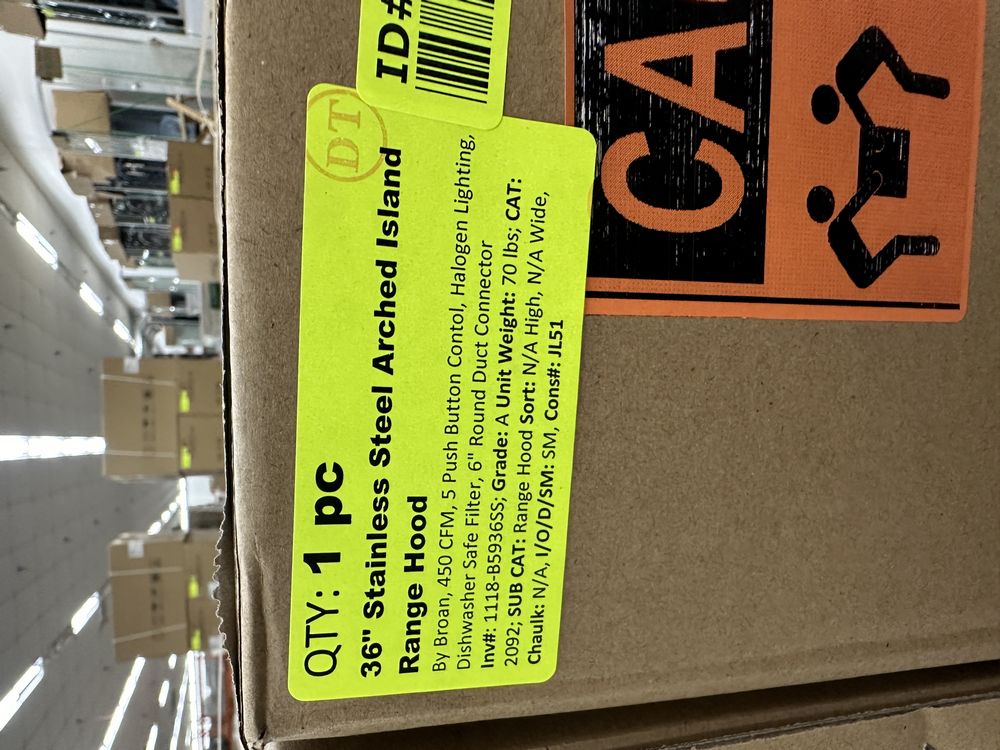 ID#
DT
QTY: 1 pc
36" Stainless Steel Arched Island
Range Hood
By Broan, 450 CFM, 5 Push Button Contol, Halogen Lighting,
Dishwasher Safe Filter, 6" Round Duct Connector
Inv#: 1118-B5936SS; Grade: A Unit Weight: 70 lbs; CAT:
2092; SUB CAT: Range Hood Sort: N/A High, N/A Wide,
Chaulk: N/A, I/O/D/SM: SM, Cons#: JL51
CA